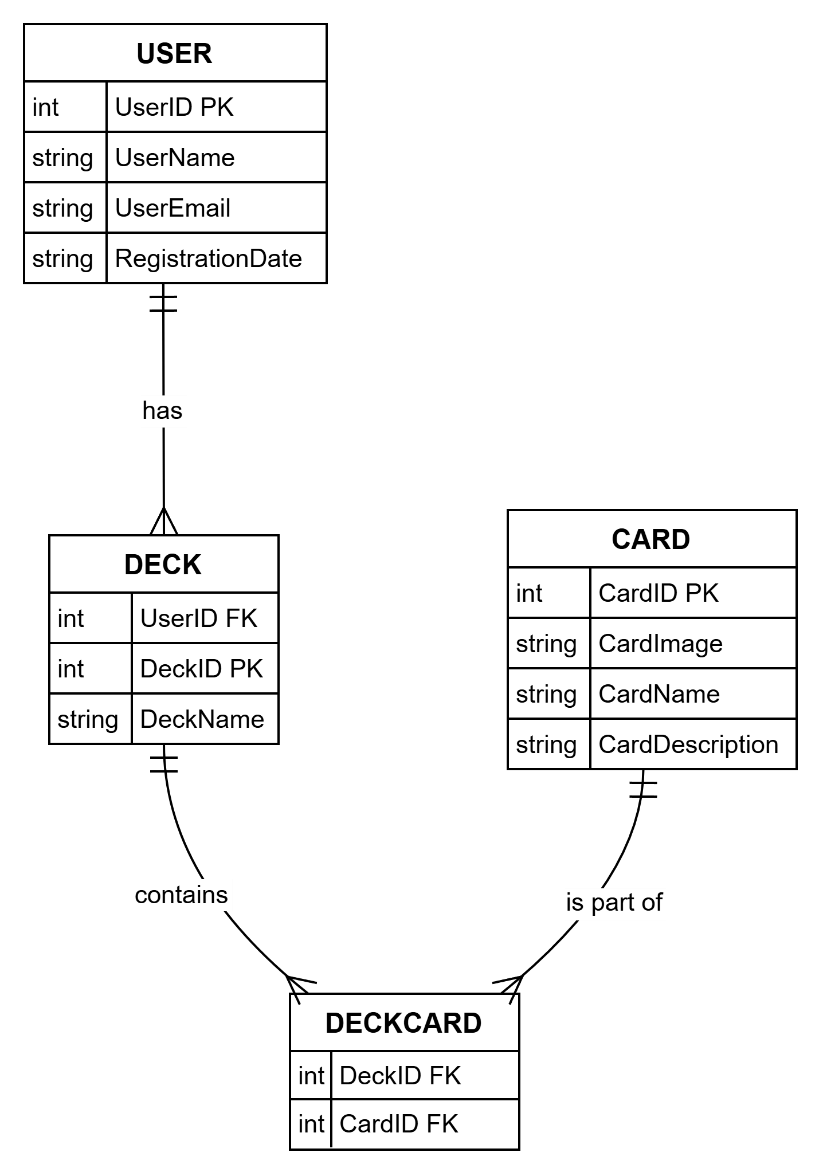 USER
int UserID PK
string UserName
string UserEmail
string RegistrationDate
has
DECK
int UserID FK
int DeckID PK
string DeckName
CARD
int CardID PK
string CardImage
string CardName
string CardDescription
contains
is part of
DECKCARD
int DeckID FK
int CardID FK